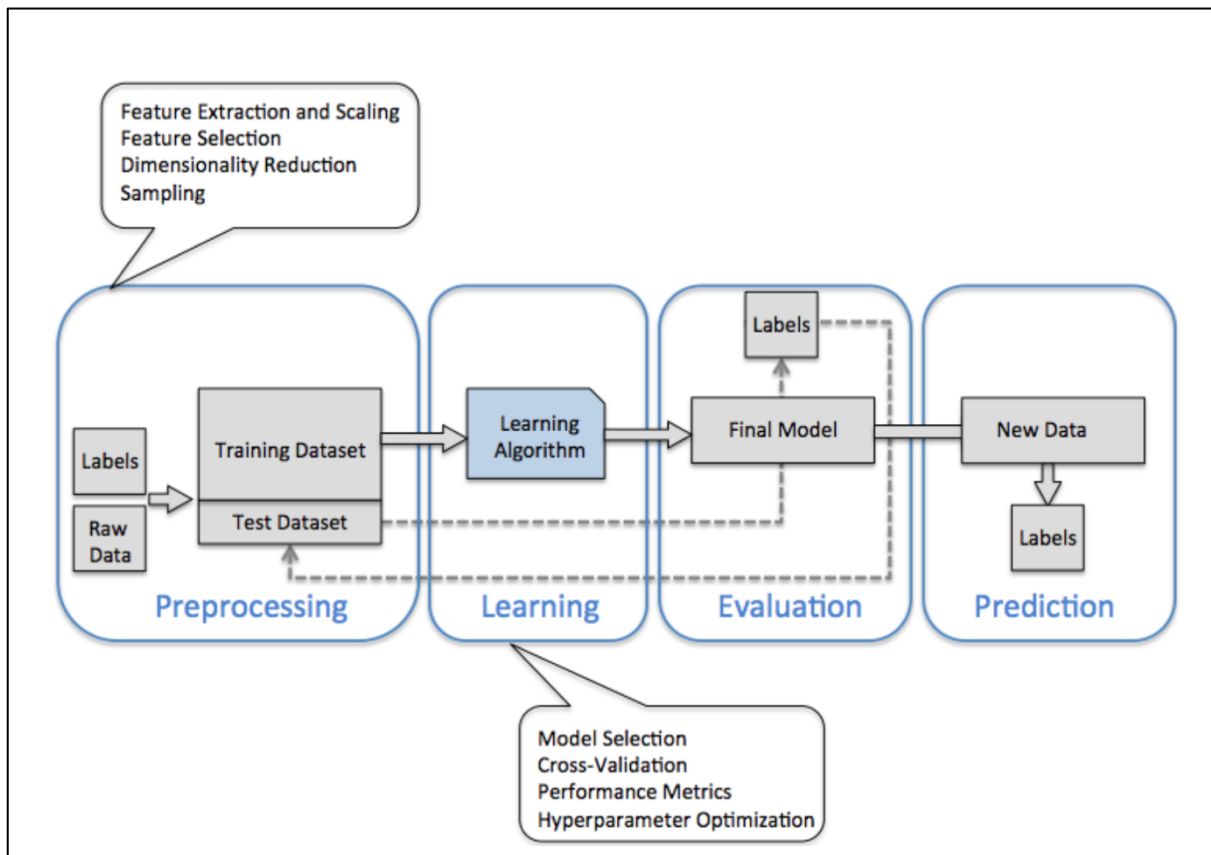 Feature Extraction and Scaling
Feature Selection
Dimensionality Reduction
Sampling
Labels
Raw
Data
Training Dataset
Test Dataset
Preprocessing
Learning
Algorithm
Learning
Labels
Final Model
Evaluation
New Data
Labels
Prediction
Model Selection
Cross-Validation
Performance Metrics
Hyperparameter Optimization